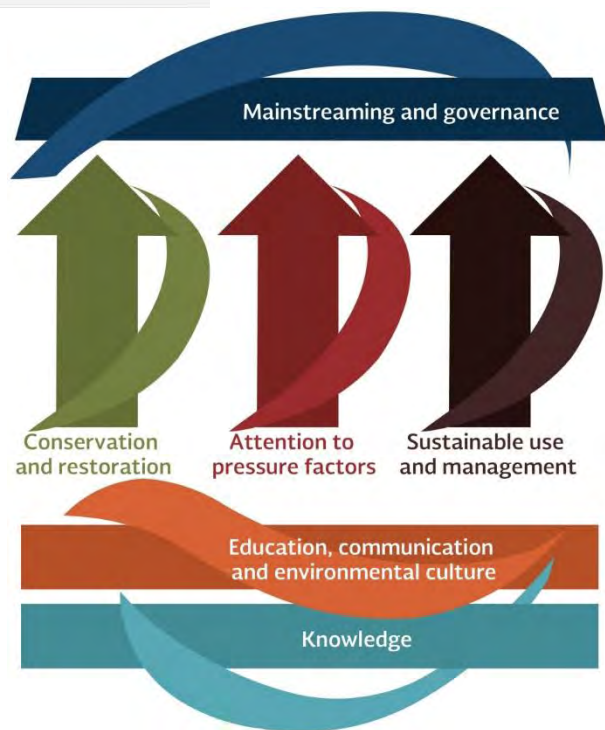 Mainstreaming and governance
Conservation
and restoration
Attention to
pressure factors
Sustainable use
and management
Education, communication
and environmental culture
Knowledge